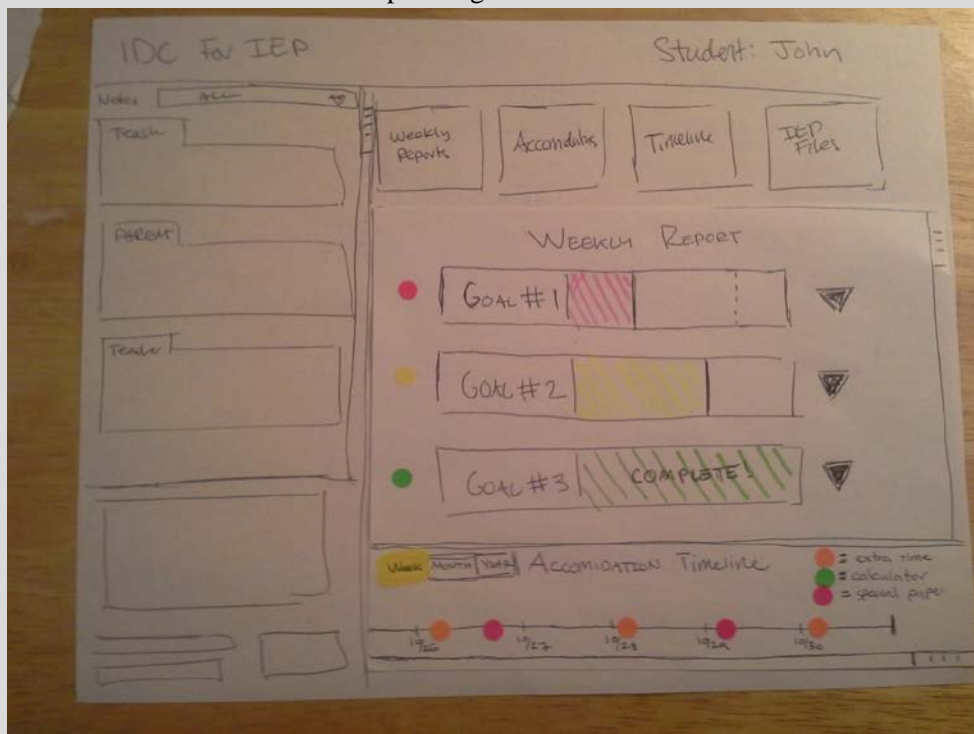 IDC For IEP
Student: John
Notes ALL
Teach
PARENT
Teacher
Weekly
Reports
Timeline
IEP
Files
WEEKLY REPORT
GOAL #1
GOAL #2
GOAL #3 COMPLETE!
Week MONTH YEAR ACCOMIDATION Timeline
= extra time
= calculator
= special paper
10/26 10/27 10/28 10/29 10/30